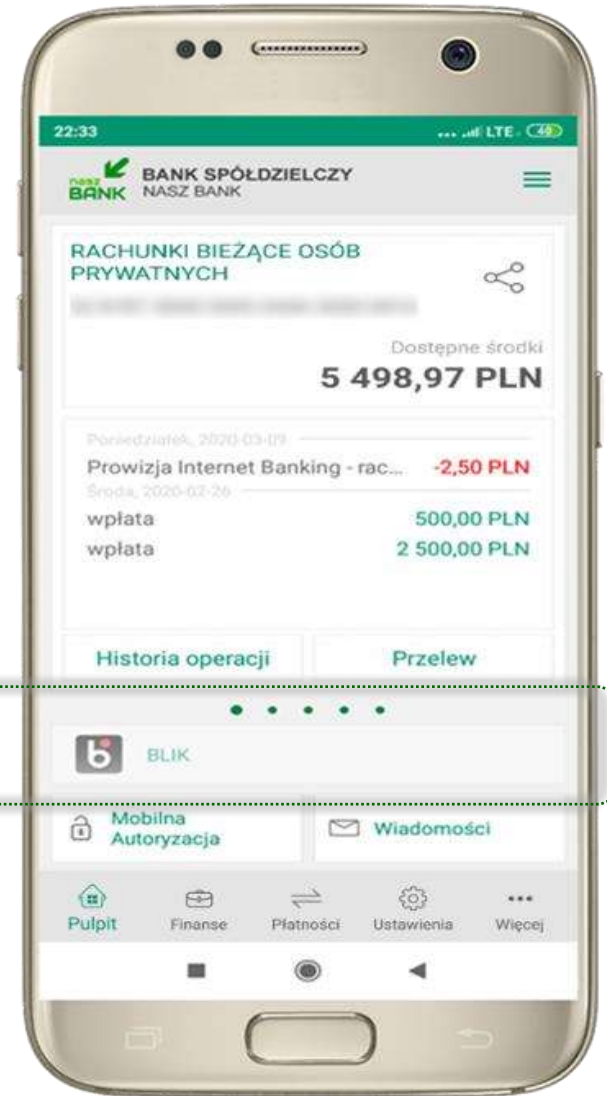 22:33 ... LTE 40
nasz BANK
BANK SPÓŁDZIELCZY
NASZ BANK
RACHUNKI BIEŻĄCE OSÓB
PRYWATNYCH
Dostępne środki
5 498,97 PLN
Poniedziałek, 2020-03-09
Prowizja Internet Banking - rac... -2,50 PLN
Środa, 2020-02-26
wpłata 500,00 PLN
wpłata 2 500,00 PLN
Historia operacji Przelew
b BLIK
Mobilna
Autoryzacja
Wiadomości
Pulpit Finanse Płatności Ustawienia Więcej